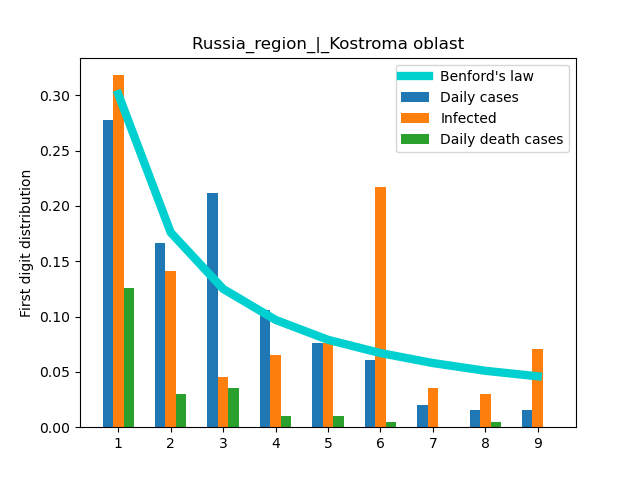 Russia_region_|_Kostroma oblast
Benford's law
Daily cases
Infected
Daily death cases
First digit distribution
0.30
0.25
0.20
0.15
0.10
0.05
0.00
1 2 3 4 5 6 7 8 9